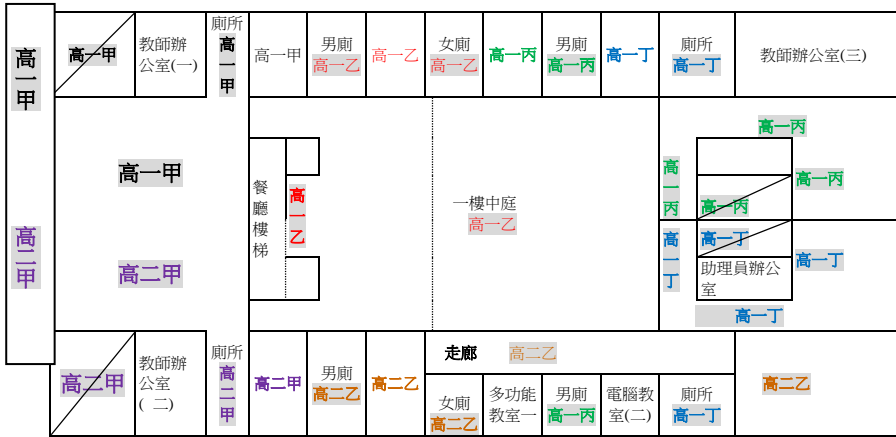 高一甲
高二甲
高一甲
教師辦
公室(一)
廁所
高一甲
高一甲
男廁
高一乙
高一乙
女廁
高一乙
高一丙
男廁
高一丙
高一丁
廁所
高一丁
教師辦公室(三)
高一甲
高二甲
餐廳樓梯
高一乙
一樓中庭
高一乙
高一丙
高一丙
高一丙
高一丙
高一丁
高一丁
高一丁
助理員辦公
室
高一丁
高二甲
教師辦
公室
( 二)
廁所
高二甲
高二甲
男廁
高二乙
高二乙
走廊 高二乙
女廁
高二乙
多功能
教室一
男廁
高一丙
電腦教
室(二)
廁所
高一丁
高二乙